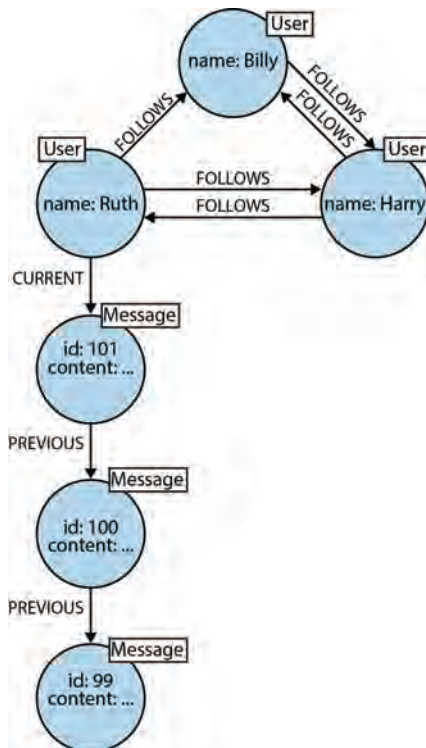 User
name: Billy
FOLLOWS
FOLLOWS
FOLLOWS
User
User
name: Ruth
FOLLOWS
name: Harry
FOLLOWS
CURRENT
Message
id: 101
content: ...
PREVIOUS
Message
id: 100
content: ...
PREVIOUS
Message
id: 99
content: ...